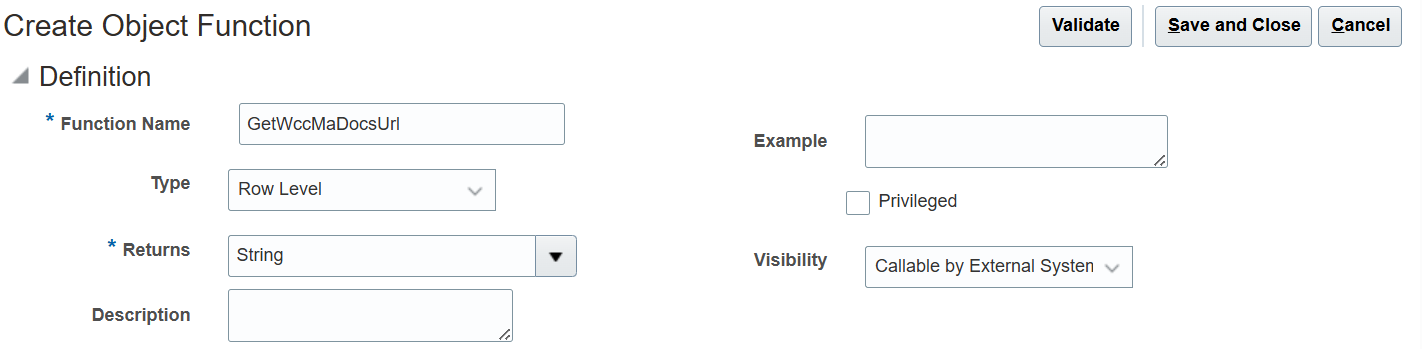 Create Object Function
Validate
Save and Close
Cancel
Definition
* Function Name
GetWccMaDocsUrl
Type
Row Level
* Returns
String
Description
Example
Privileged
Visibility
Callable by External System